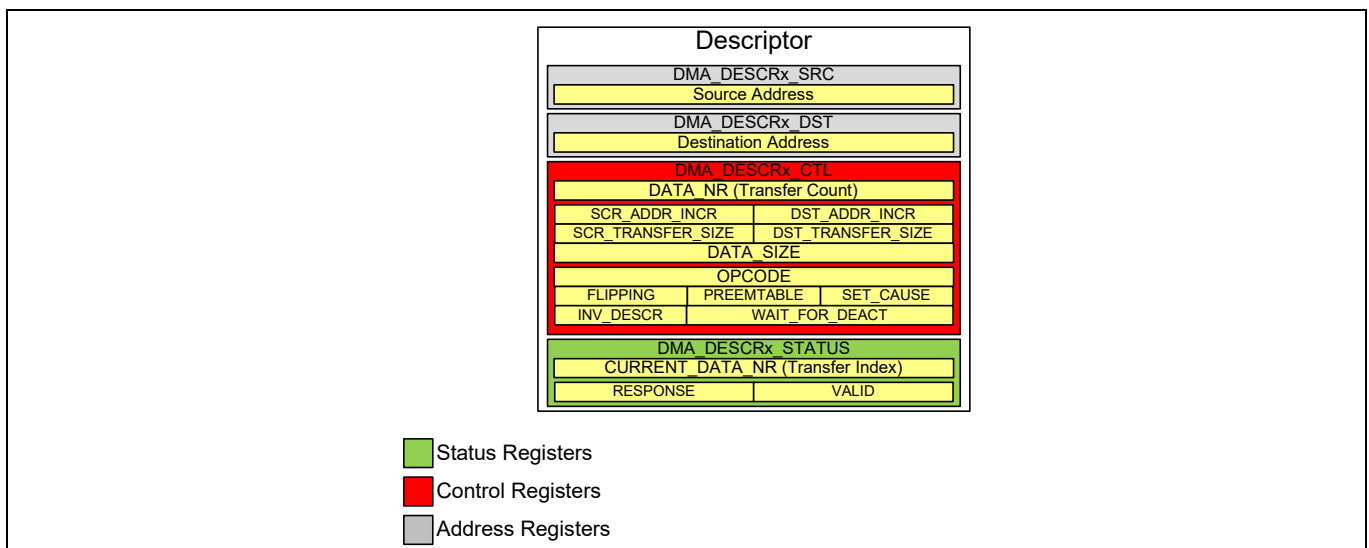 Descriptor
DMA_DESCRx_SRC
Source Address
DMA_DESCRx_DST
Destination Address
DMA_DESCRx_CTL
DATA_NR (Transfer Count)
SCR_ADDR_INCR DST_ADDR_INCR
SCR_TRANSFER_SIZE DST_TRANSFER_SIZE
DATA_SIZE
OPCODE
FLIPPING PREEMTABLE SET_CAUSE
INV_DESCR WAIT_FOR_DEACT
DMA_DESCRx_STATUS
CURRENT_DATA_NR (Transfer Index)
RESPONSE VALID
Status Registers
Control Registers
Address Registers